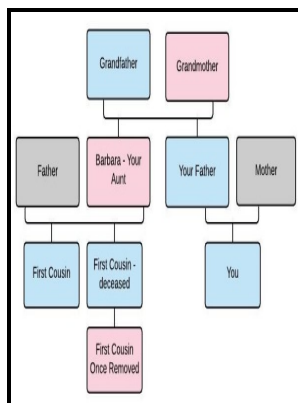 Grandfather
Grandmother
Father
Barbara - Your
Aunt
Your Father
Mother
First Cousin
First Cousin -
deceased
You
First Cousin
Once Removed